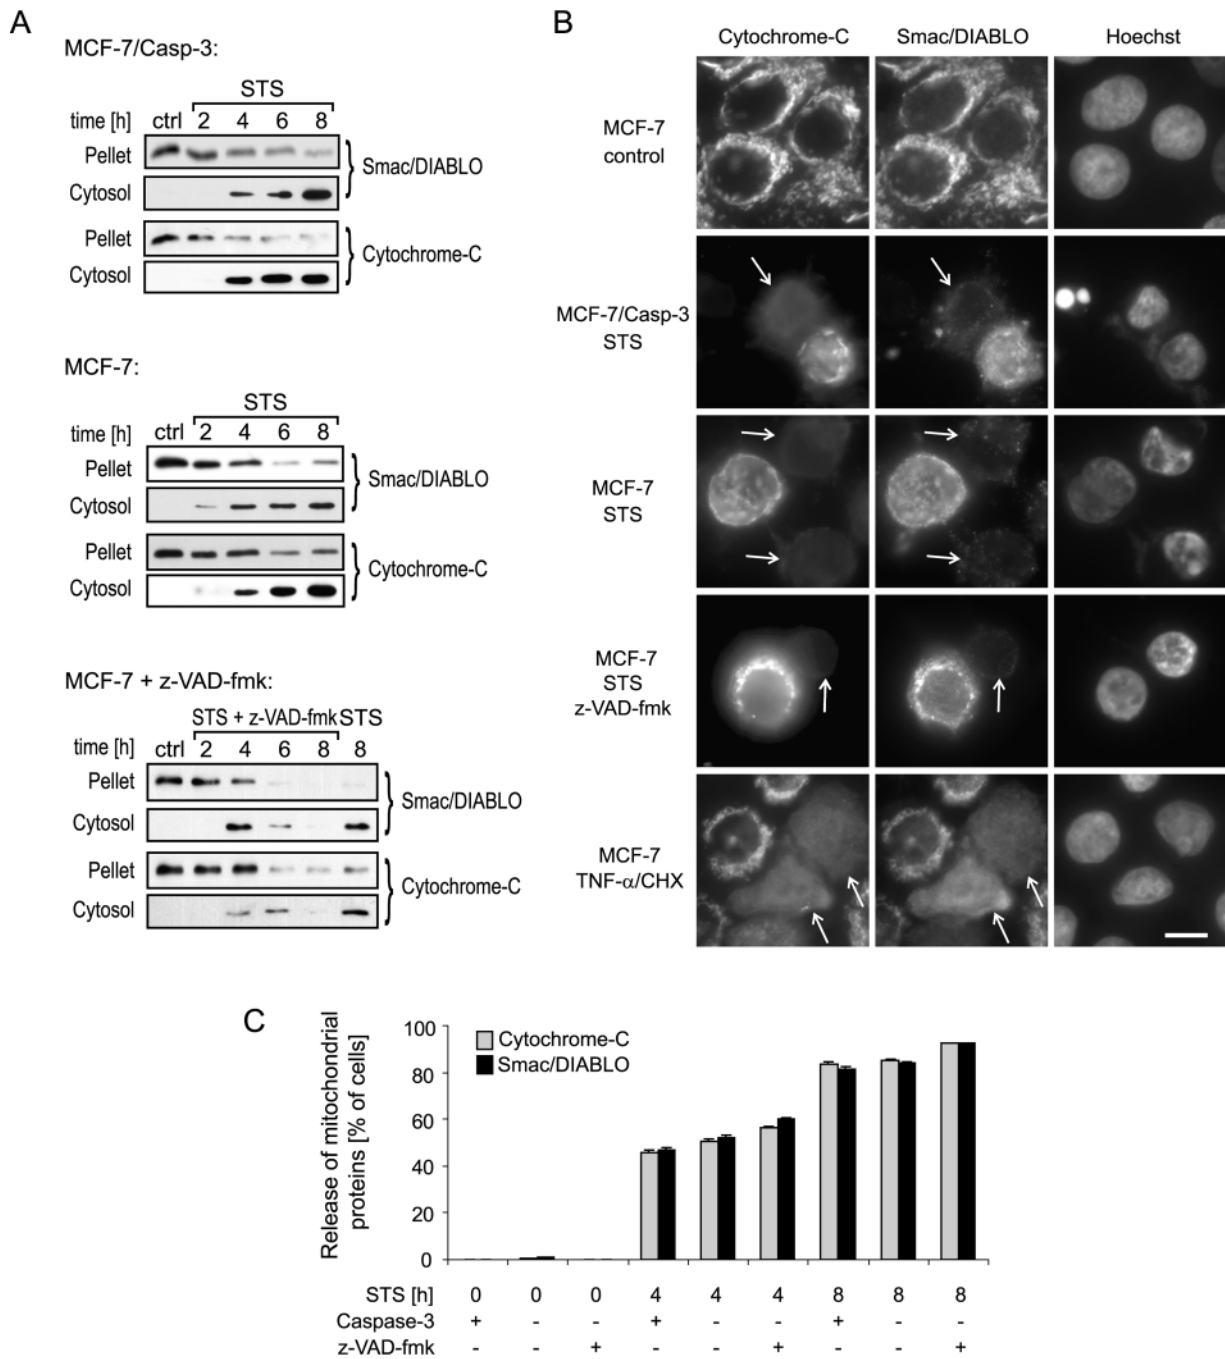 A
MCF-7/Casp-3:
STS
time [h] ctrl 2 4 6 8
Pellet
Smac/DIABLO
Cytosol
Pellet
Cytochrome-C
Cytosol
MCF-7:
STS
time [h] ctrl 2 4 6 8
Pellet
Smac/DIABLO
Cytosol
Pellet
Cytochrome-C
Cytosol
MCF-7 + z-VAD-fmk:
STS + z-VAD-fmk STS
time [h] ctrl 2 4 6 8 8
Pellet
Smac/DIABLO
Cytosol
Pellet
Cytochrome-C
Cytosol
B
Cytochrome-C Smac/DIABLO Hoechst
MCF-7
control
MCF-7/Casp-3
STS
MCF-7
STS
MCF-7
STS
z-VAD-fmk
MCF-7
TNF-α/CHX
C
Release of mitochondrial
proteins [% of cells]
100
80
60
40
20
0
Cytochrome-C
Smac/DIABLO
STS [h] 0 0 0 4 4 4 8 8 8
Caspase-3 + - - + - - + - -
z-VAD-fmk - - + - - + - - +